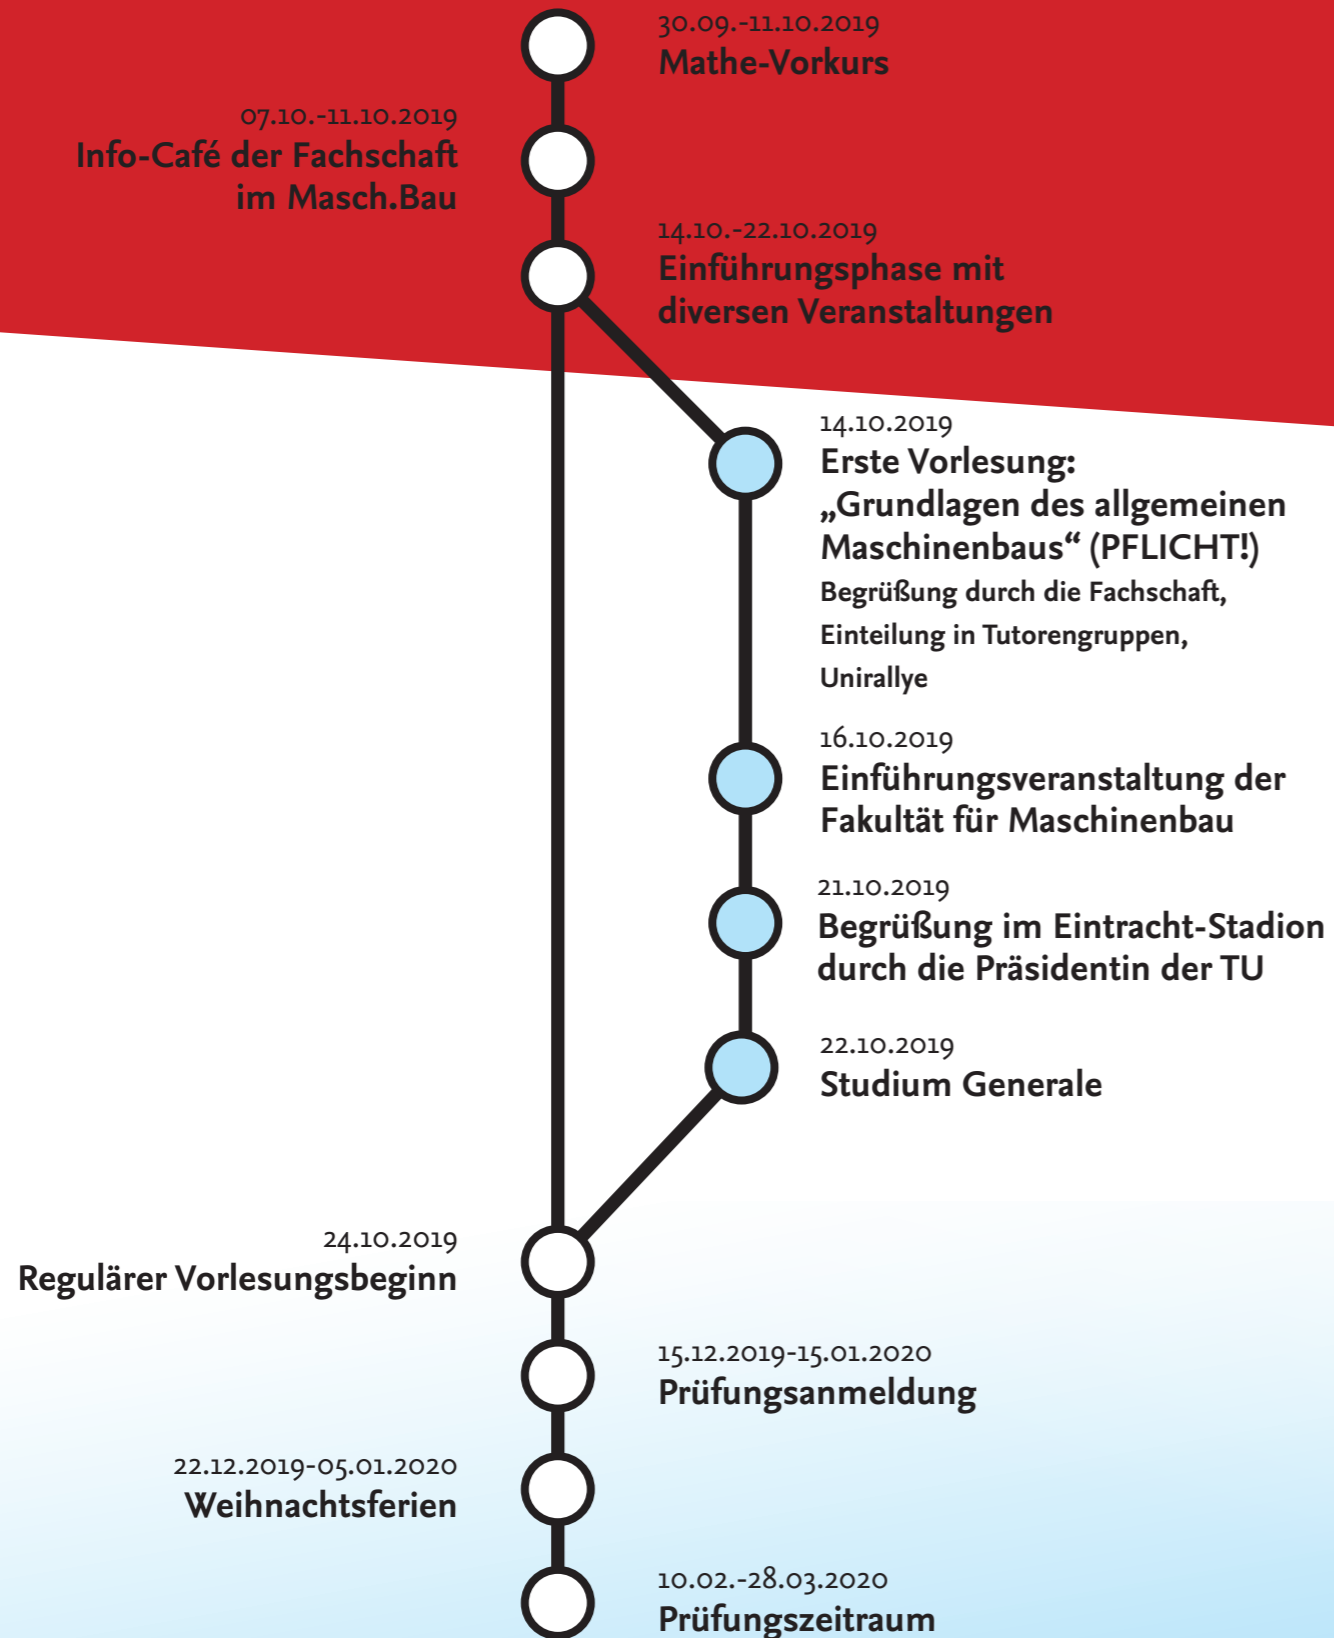 30.09.-11.10.2019
Mathe-Vorkurs
07.10.-11.10.2019
Info-Café der Fachschaft
im Masch.Bau
14.10.-22.10.2019
Einführungsphase mit
diversen Veranstaltungen
14.10.2019
Erste Vorlesung:
„Grundlagen des allgemeinen
Maschinenbaus“ (PFLICHT!)
Begrüßung durch die Fachschaft,
Einteilung in Tutorengruppen,
Unirallye
16.10.2019
Einführungsveranstaltung der
Fakultät für Maschinenbau
21.10.2019
Begrüßung im Eintracht-Stadion
durch die Präsidentin der TU
22.10.2019
Studium Generale
24.10.2019
Regulärer Vorlesungsbeginn
15.12.2019-15.01.2020
Prüfungsanmeldung
22.12.2019-05.01.2020
Weihnachtsferien
10.02.-28.03.2020
Prüfungszeitraum